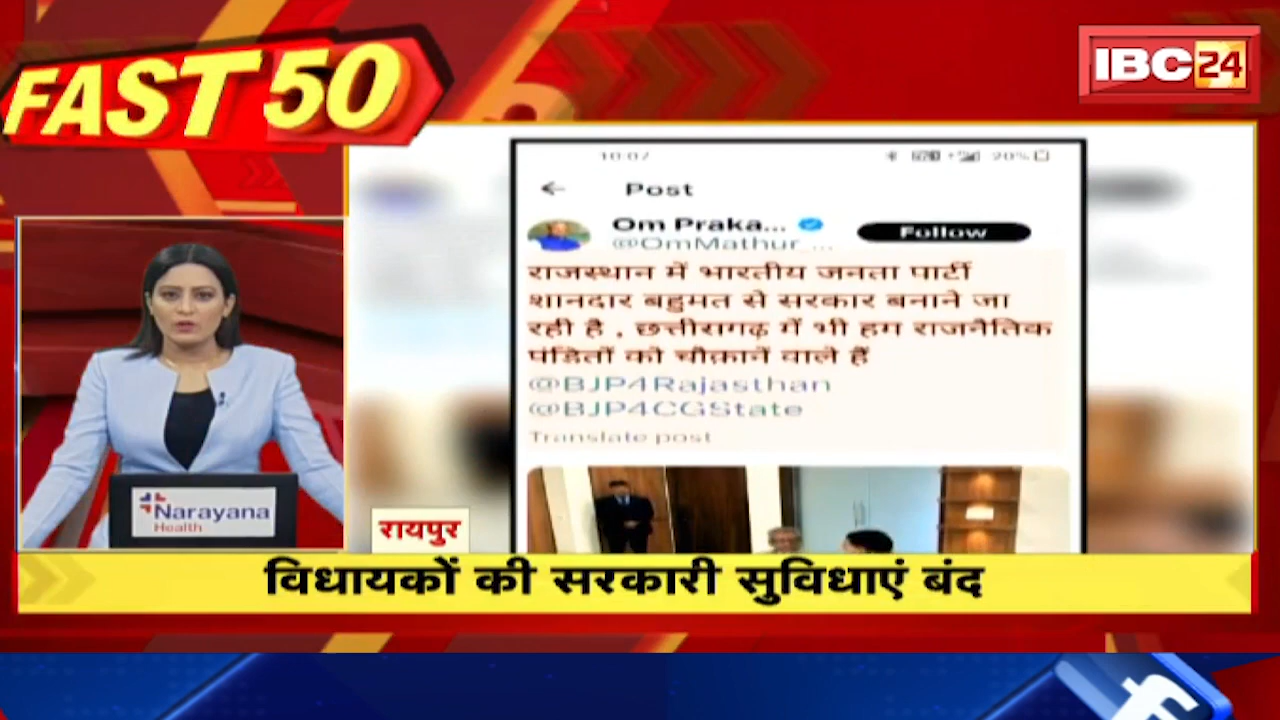 FAST 50
IBC24
10:07
20%
Post
Om Praka...
@OmMathur_...
Follow
राजस्थान में भारतीय जनता पार्टी
शानदार बहुमत से सरकार बनाने जा
रही है , छत्तीसगढ़ में भी हम राजनैतिक
पंडितों को चौक़ाने वाले हैं
@BJP4Rajasthan
@BJP4CGState
Translate post
Narayana
Health
रायपुर
विधायकों की सरकारी सुविधाएं बंद